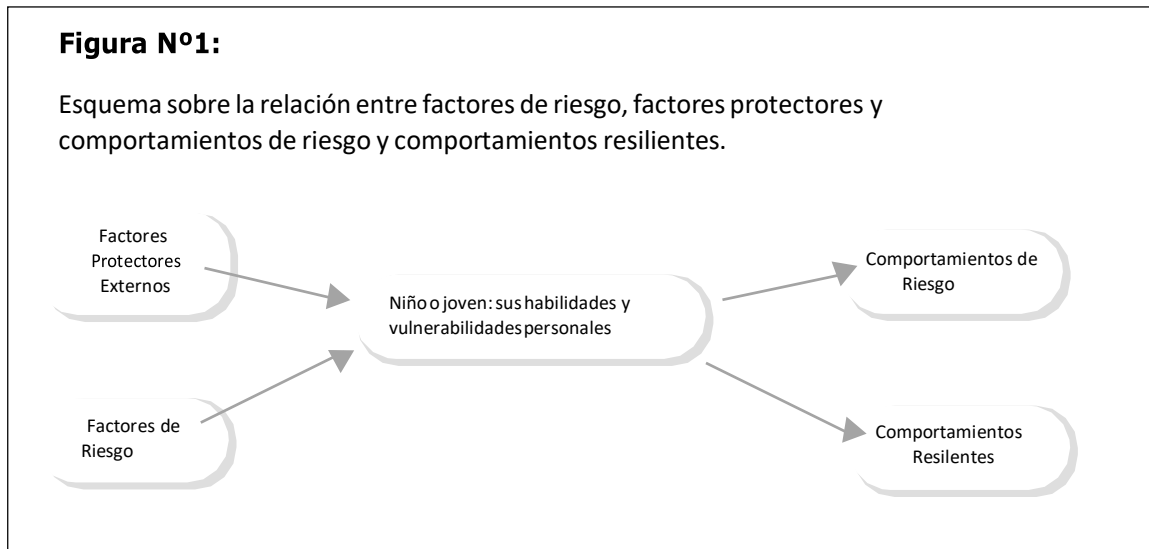 Figura Nº1:
Esquema sobre la relación entre factores de riesgo, factores protectores y
comportamientos de riesgo y comportamientos resilientes.
Factores
Protectores
Externos
Niño o joven: sus habilidades y
vulnerabilidades personales
Comportamientos de
Riesgo
Factores de
Riesgo
Comportamientos
Resilentes